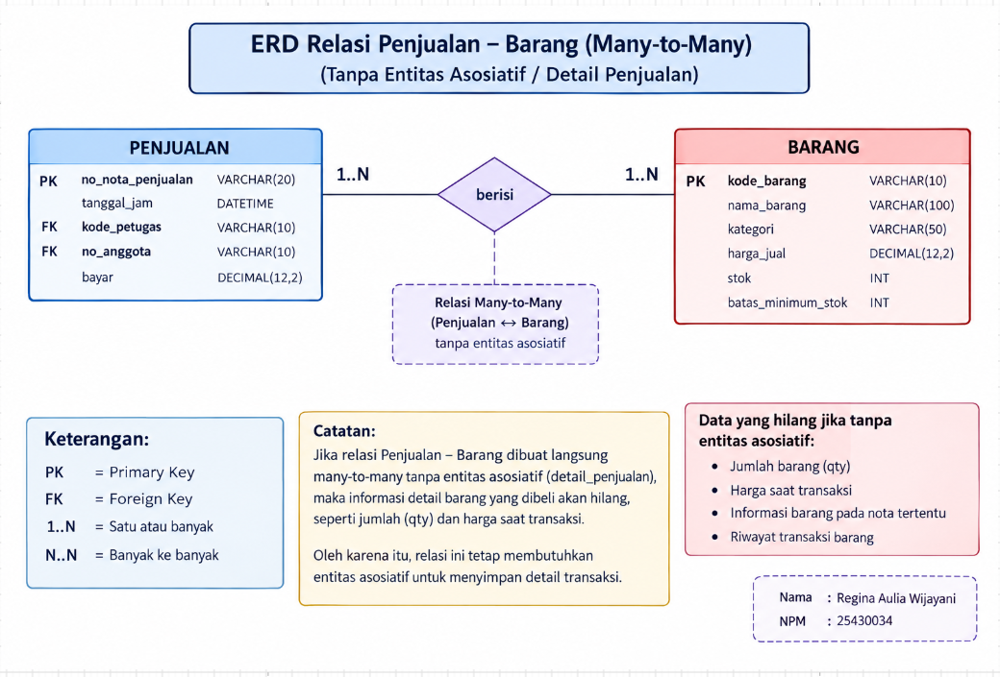 ERD Relasi Penjualan – Barang (Many-to-Many)
(Tanpa Entitas Asosiatif / Detail Penjualan)
PENJUALAN
PK no_nota_penjualan VARCHAR(20)
tanggal_jam DATETIME
FK kode_petugas VARCHAR(10)
FK no_anggota VARCHAR(10)
bayar DECIMAL(12,2)
1..N
berisi
1..N
BARANG
PK kode_barang VARCHAR(10)
nama_barang VARCHAR(100)
kategori VARCHAR(50)
harga_jual DECIMAL(12,2)
stok INT
batas_minimum_stok INT
Relasi Many-to-Many
(Penjualan ↔ Barang)
tanpa entitas asosiatif
Keterangan:
PK = Primary Key
FK = Foreign Key
1..N = Satu atau banyak
N..N = Banyak ke banyak
Catatan:
Jika relasi Penjualan – Barang dibuat langsung
many-to-many tanpa entitas asosiatif (detail_penjualan),
maka informasi detail barang yang dibeli akan hilang,
seperti jumlah (qty) dan harga saat transaksi.
Oleh karena itu, relasi ini tetap membutuhkan
entitas asosiatif untuk menyimpan detail transaksi.
Data yang hilang jika tanpa
entitas asosiatif:
• Jumlah barang (qty)
• Harga saat transaksi
• Informasi barang pada nota tertentu
• Riwayat transaksi barang
Nama : Regina Aulia Wijayani
NPM : 25430034